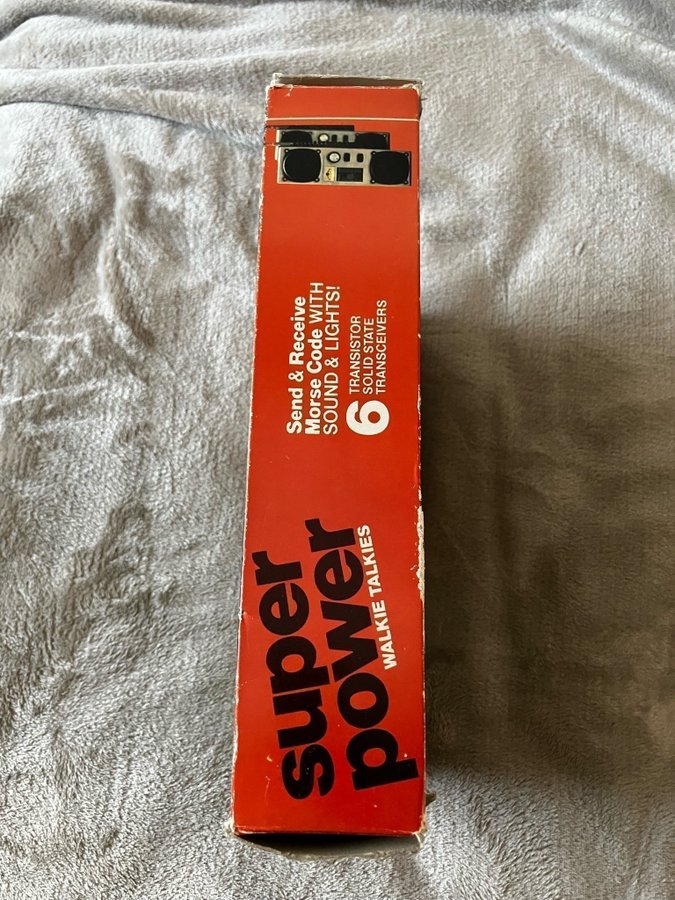 super
power
WALKIE TALKIES
Send & Receive
Morse Code WITH
SOUND & LIGHTS!
6 TRANSISTOR
SOLID STATE
TRANSCEIVERS